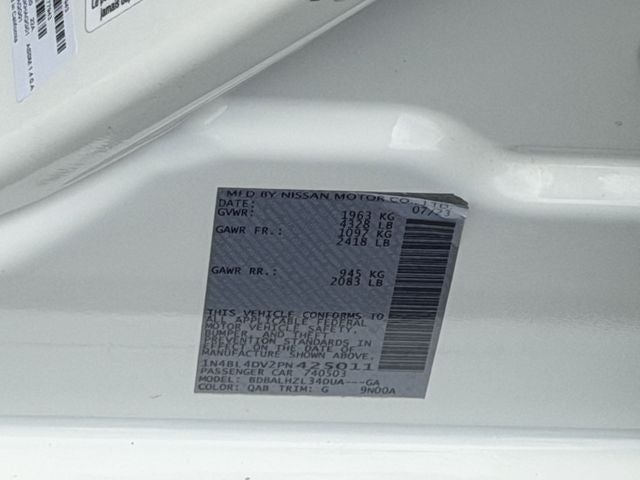 MFD BY NISSAN MOTOR CO., LTD.
DATE: 07/23
GVWR: 1963 KG
4328 LB
GAWR FR.: 1097 KG
2418 LB
GAWR RR.: 945 KG
2083 LB
THIS VEHICLE CONFORMS TO
ALL APPLICABLE FEDERAL
MOTOR VEHICLE SAFETY,
BUMPER, AND THEFT
PREVENTION STANDARDS
IN EFFECT ON THE DATE OF
1N4BL4DV2PN425011
PASSENGER CAR 740503
MODEL: BDBALHZL34DUA---GA
COLOR: QAB TRIM: G 9N00A
jamais
California